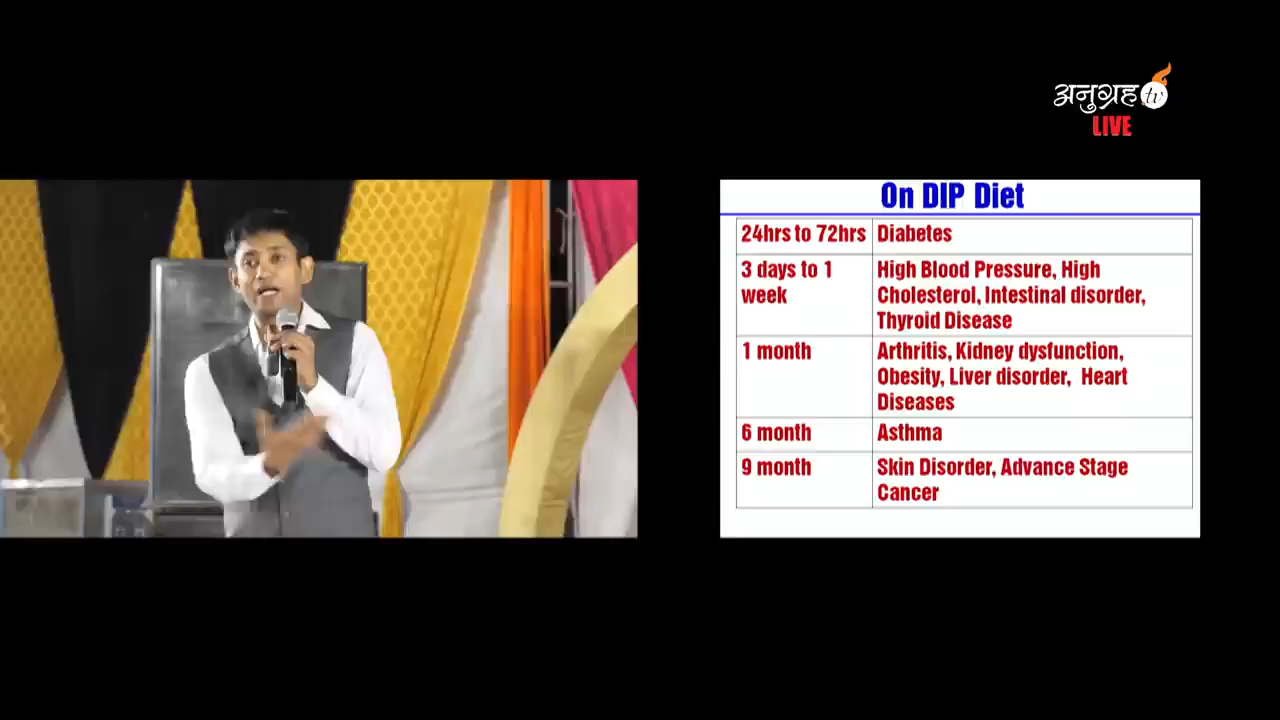 अनुग्रह tv
LIVE
On DIP Diet
24hrs to 72hrs Diabetes
3 days to 1 week High Blood Pressure, High
Cholesterol, Intestinal disorder,
Thyroid Disease
1 month Arthritis, Kidney dysfunction,
Obesity, Liver disorder, Heart
Diseases
6 month Asthma
9 month Skin Disorder, Advance Stage
Cancer